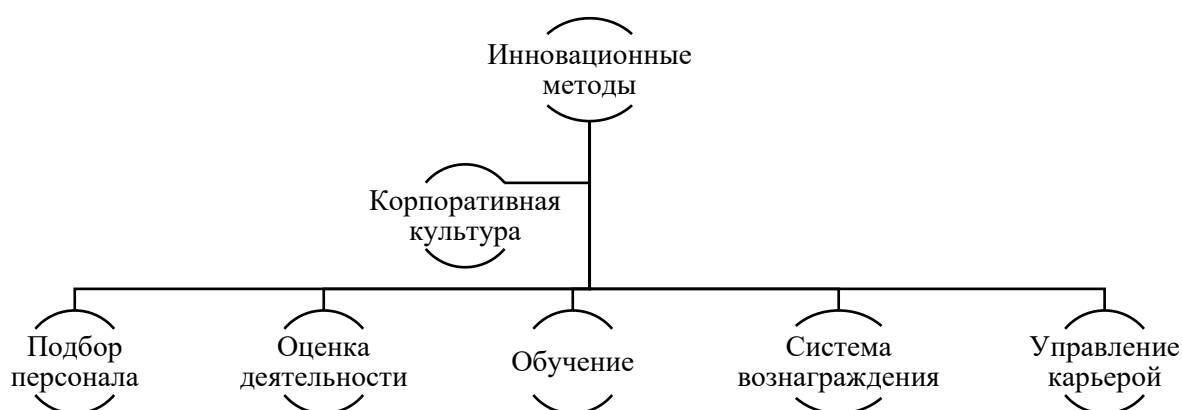 Инновационные
методы
Корпоративная
культура
Подбор
персонала
Оценка
деятельности
Обучение
Система
вознаграждения
Управление
карьерой